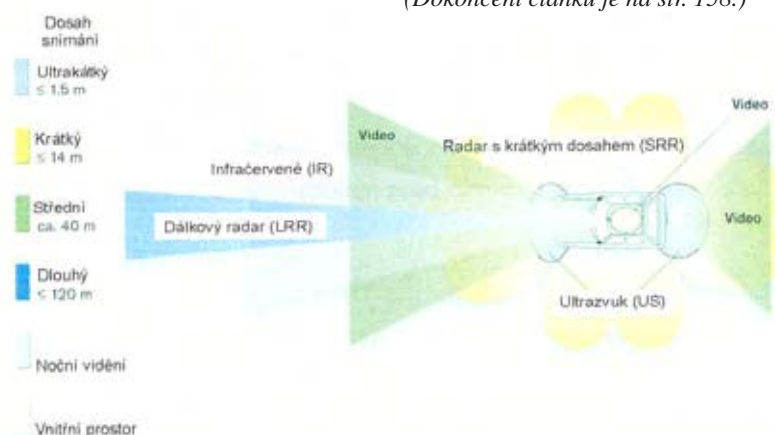 (Dokončení článku je na str. 158.)
Dosah
snímání
Ultrakátký
≤ 1,5 m
Krátký
≤ 14 m
Střední
ca. 40 m
Dlouhý
≤ 120 m
Noční vidění
Vnitřní prostor
Video
Infračervené (IR)
Dálkový radar (LRR)
Radar s krátkým dosahem (SRR)
Video
Video
Ultrazvuk (US)